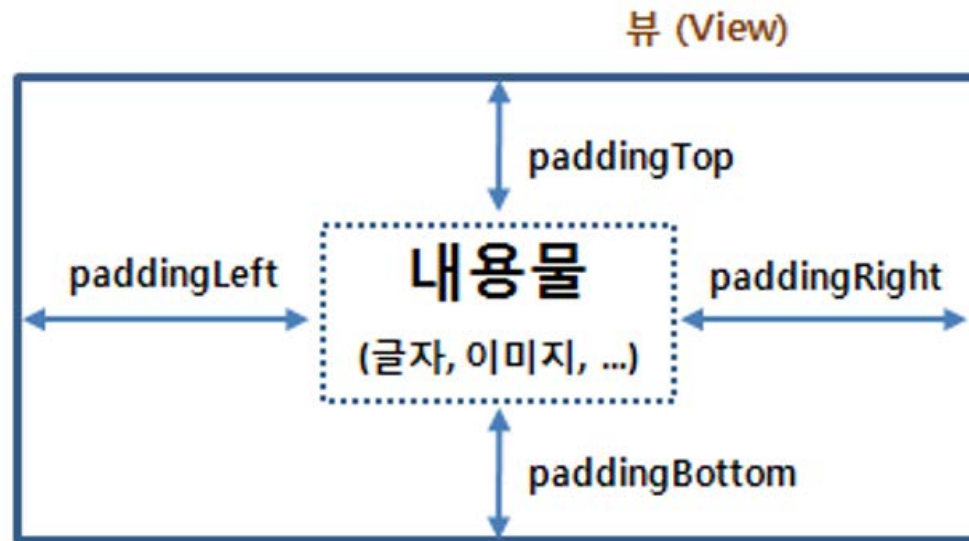 뷰 (View)
paddingTop
paddingLeft
내용물
paddingRight
(글자, 이미지, ...)
paddingBottom